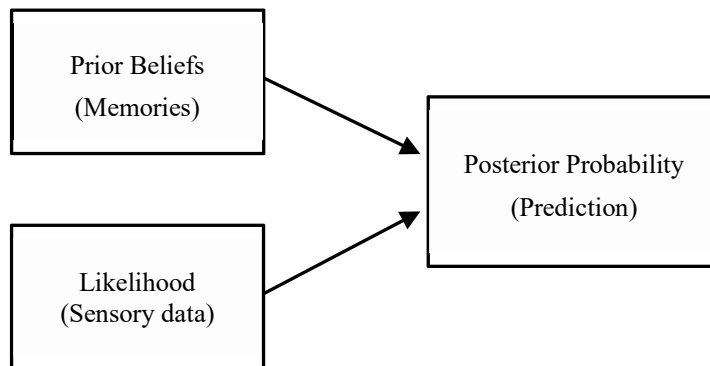 Prior Beliefs
(Memories)
Posterior Probability
(Prediction)
Likelihood
(Sensory data)